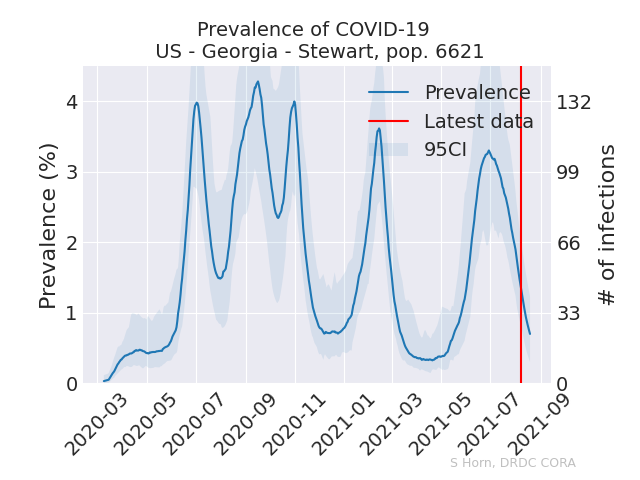 Prevalence of COVID-19
US - Georgia - Stewart, pop. 6621
Prevalence (%)
4
3
2
1
0
Prevalence
Latest data
95CI
132
99
66
33
0
# of infections
2020-03
2020-05
2020-07
2020-09
2020-11
2021-01
2021-03
2021-05
2021-07
2021-09
S Horn, DRDC CORA